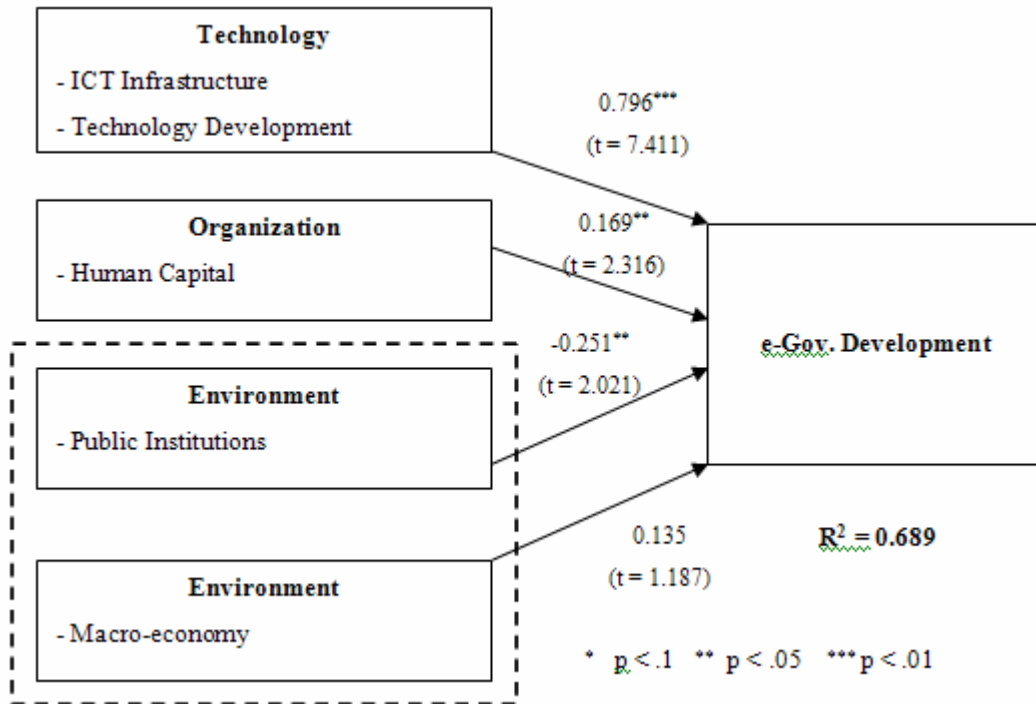 Technology
- ICT Infrastructure
- Technology Development
0.796***
(t = 7.411)
Organization
- Human Capital
0.169**
(t = 2.316)
Environment
- Public Institutions
-0.251**
(t = 2.021)
e-Gov. Development
Environment
- Macro-economy
0.135
(t = 1.187)
R² = 0.689
* p < .1 ** p < .05 *** p < .01